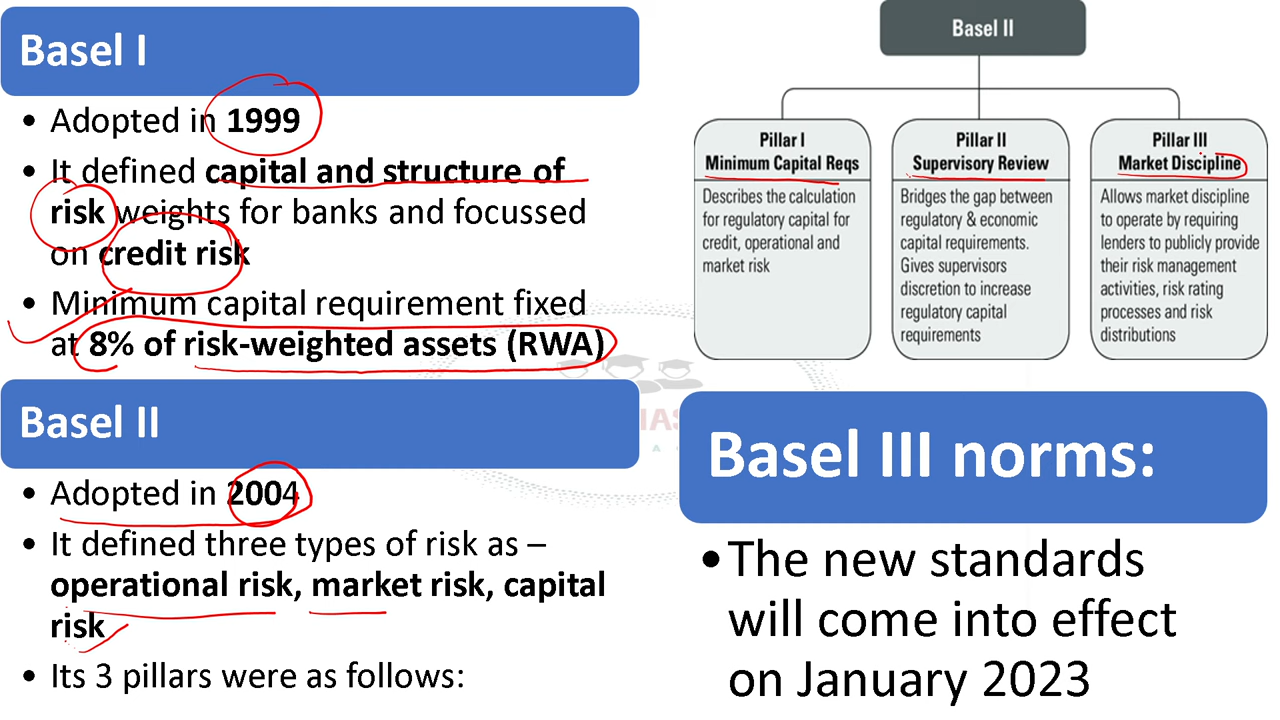 Basel I
• Adopted in 1999
• It defined capital and structure of
risk weights for banks and focussed
on credit risk
• Minimum capital requirement fixed
at 8% of risk-weighted assets (RWA)
Basel II
• Adopted in 2004
• It defined three types of risk as –
operational risk, market risk, capital
risk
• Its 3 pillars were as follows:
Basel II
Pillar I
Minimum Capital Reqs
Describes the calculation
for regulatory capital for
credit, operational and
market risk
Pillar II
Supervisory Review
Bridges the gap between
regulatory & economic
capital requirements.
Gives supervisors
discretion to increase
regulatory capital
requirements
Pillar III
Market Discipline
Allows market discipline
to operate by requiring
lenders to publicly provide
their risk management
activities, risk rating
processes and risk
distributions
Basel III norms:
•The new standards
will come into effect
on January 2023